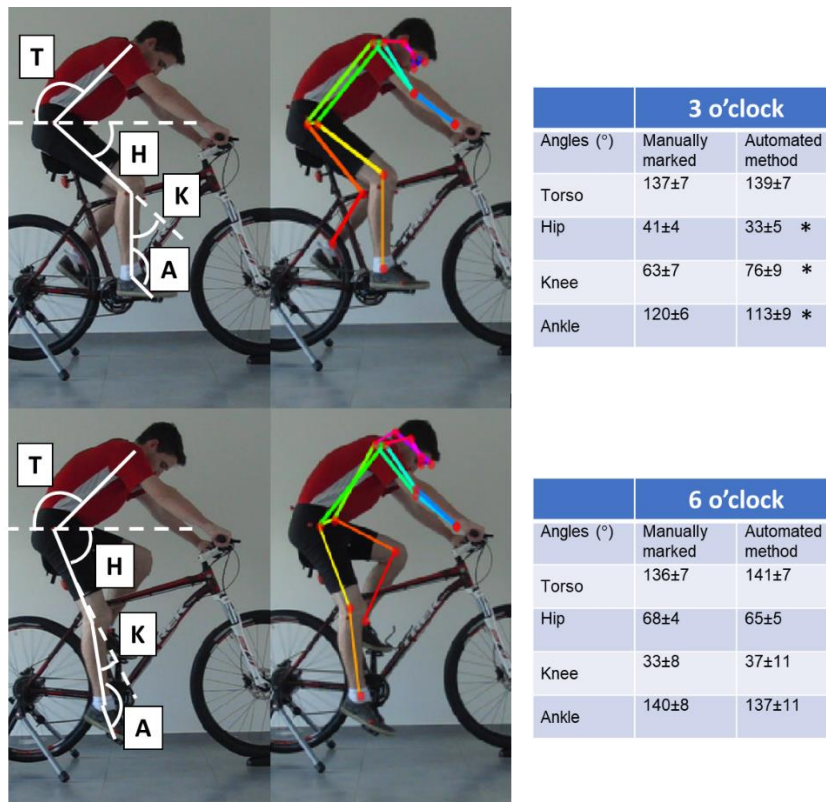 T
H
K
A
TREK
3 o’clock
Angles (°) Manually marked Automated method
Torso 137±7 139±7
Hip 41±4 33±5 *
Knee 63±7 76±9 *
Ankle 120±6 113±9 *
T
H
K
A
6 o’clock
Angles (°) Manually marked Automated method
Torso 136±7 141±7
Hip 68±4 65±5
Knee 33±8 37±11
Ankle 140±8 137±11